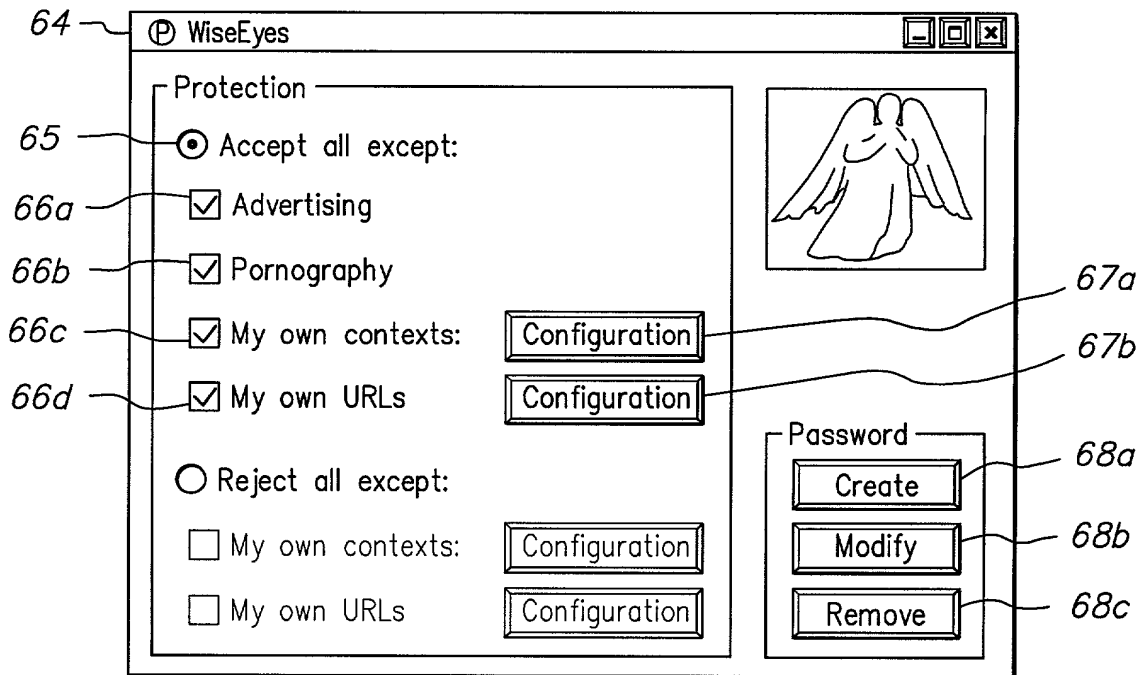 64
Ⓟ WiseEyes
Protection
65
Accept all except:
66a
Advertising
66b
Pornography
66c
My own contexts:
Configuration
67a
66d
My own URLs
Configuration
67b
Reject all except:
My own contexts:
Configuration
My own URLs
Configuration
Password
Create
68a
Modify
68b
Remove
68c